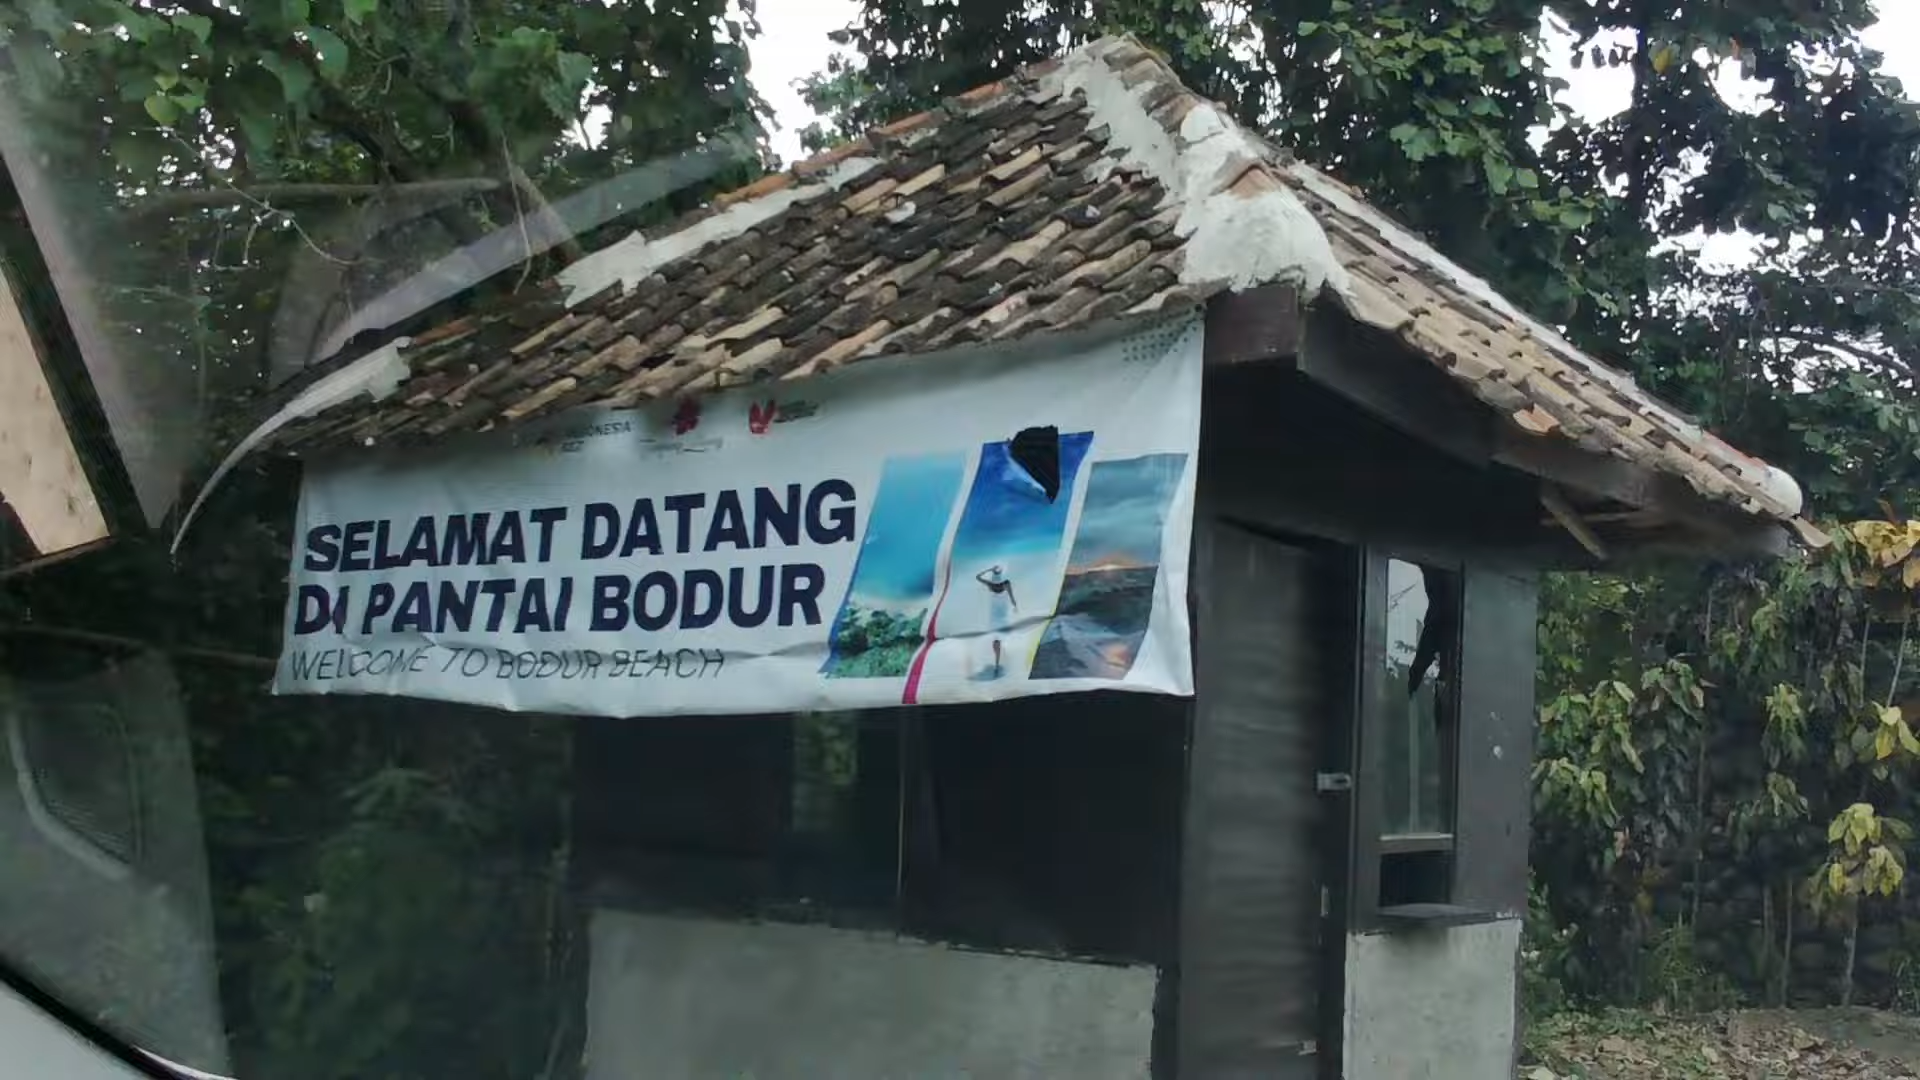 SELAMAT DATANG
DI PANTAI BODUR
WELCOME TO BODUR BEACH